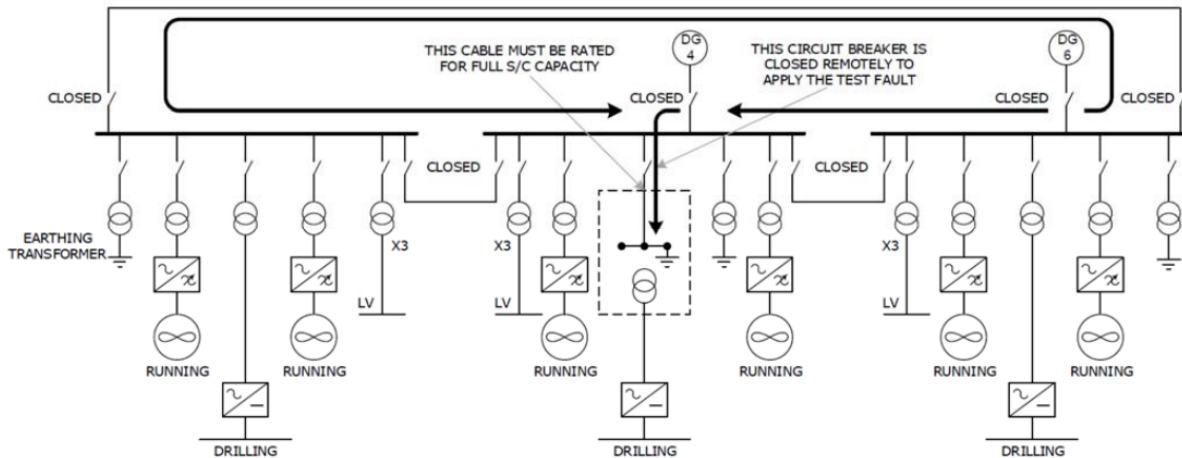 THIS CABLE MUST BE RATED
FOR FULL S/C CAPACITY
DG
4
THIS CIRCUIT BREAKER IS
CLOSED REMOTELY TO
APPLY THE TEST FAULT
DG
6
CLOSED
CLOSED
CLOSED
CLOSED
CLOSED
CLOSED
EARTHING
TRANSFORMER
X3
X3
X3
LV
LV
LV
RUNNING
RUNNING
RUNNING
RUNNING
RUNNING
RUNNING
DRILLING
DRILLING
DRILLING